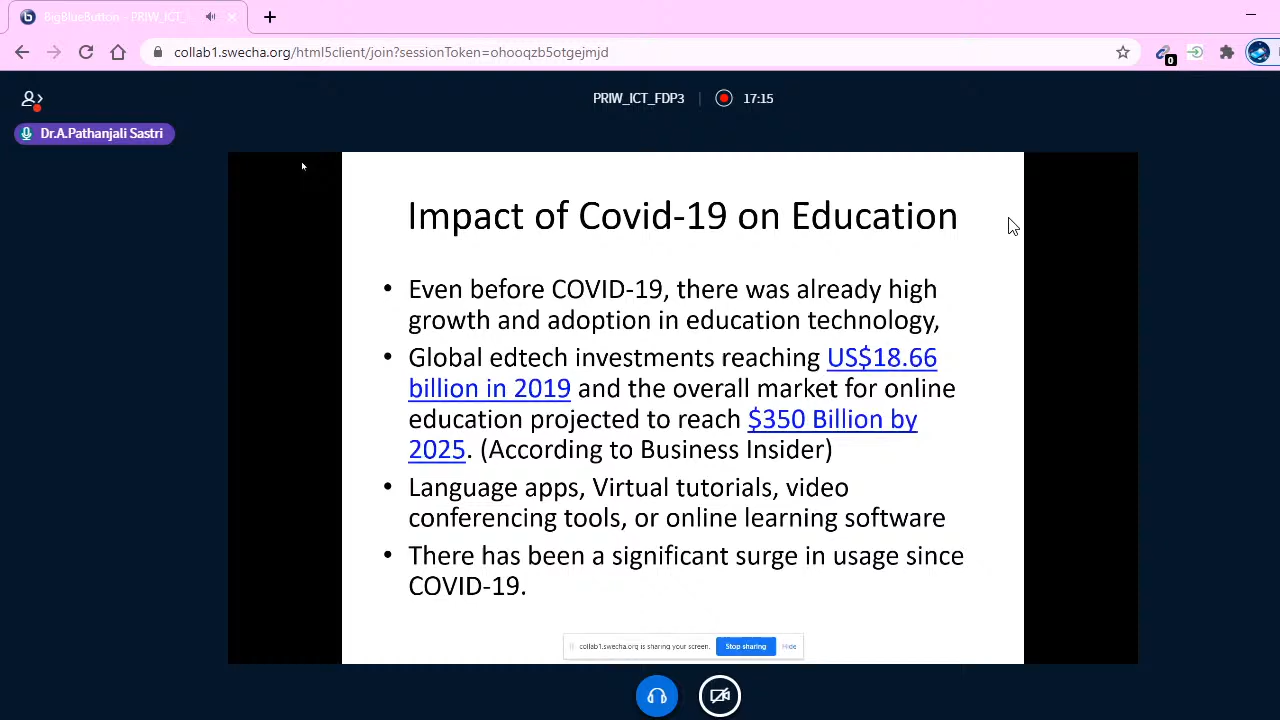 BigBlueButton - PRIW_ICT_
collab1.swecha.org/html5client/join?sessionToken=ohooqzb5otgejmjd
0
PRIW_ICT_FDP3
17:15
Dr.A.Pathanjali Sastri
Impact of Covid-19 on Education
• Even before COVID-19, there was already high
growth and adoption in education technology,
• Global edtech investments reaching US$18.66
billion in 2019 and the overall market for online
education projected to reach $350 Billion by
2025. (According to Business Insider)
• Language apps, Virtual tutorials, video
conferencing tools, or online learning software
• There has been a significant surge in usage since
COVID-19.
collab1.swecha.org is sharing your screen.
Stop sharing
Hide